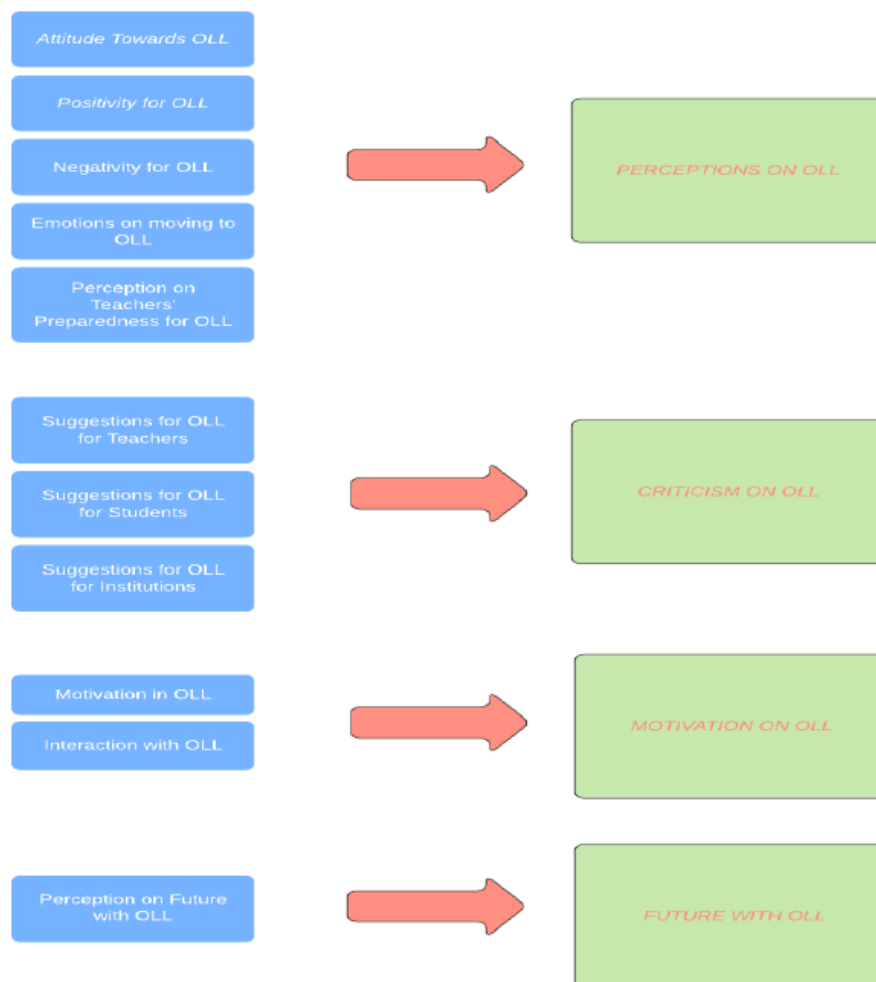 Attitude Towards OLL
Positivity for OLL
Negativity for OLL
Emotions on moving to
OLL
Perception on
Teachers'
Preparedness for OLL
PERCEPTIONS ON OLL
Suggestions for OLL
for Teachers
Suggestions for OLL
for Students
Suggestions for OLL
for Institutions
CRITICISM ON OLL
Motivation in OLL
Interaction with OLL
MOTIVATION ON OLL
Perception on Future
with OLL
FUTURE WITH OLL